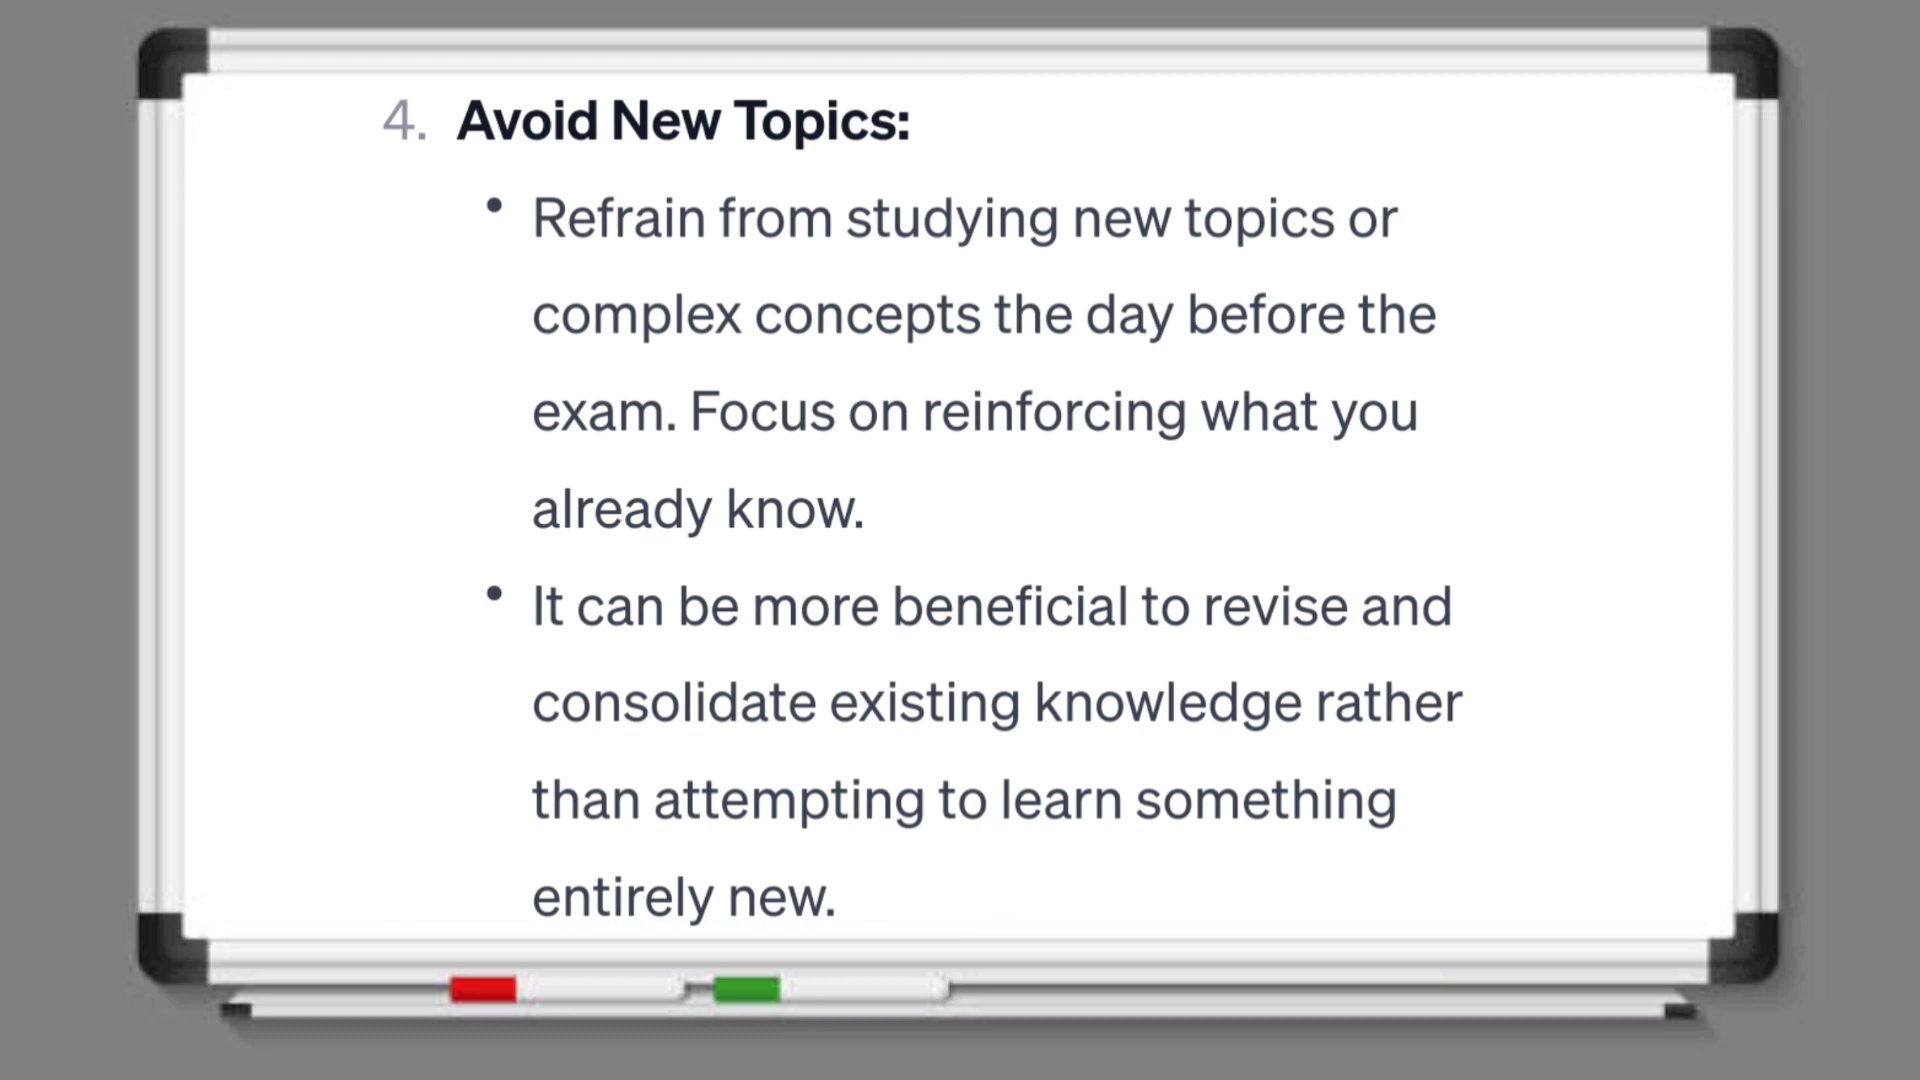 4. Avoid New Topics:
• Refrain from studying new topics or
complex concepts the day before the
exam. Focus on reinforcing what you
already know.
• It can be more beneficial to revise and
consolidate existing knowledge rather
than attempting to learn something
entirely new.